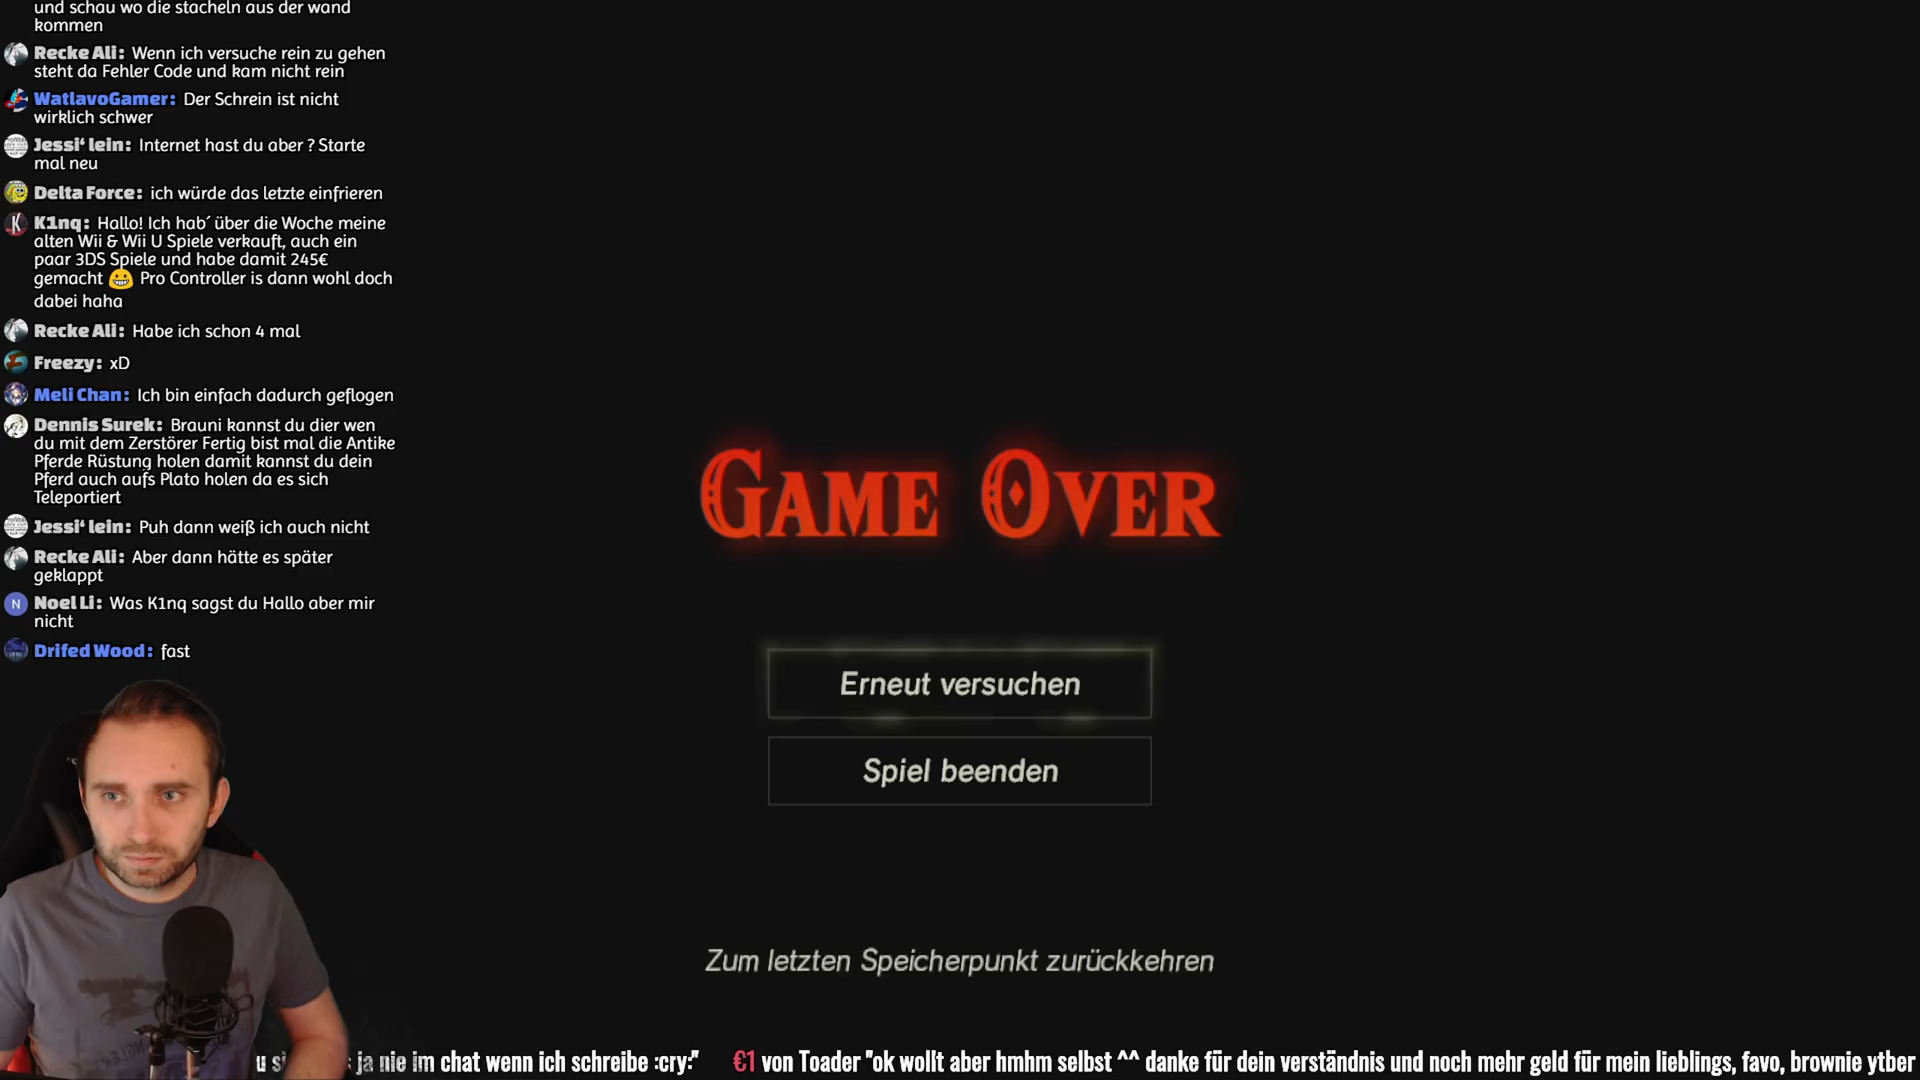 und schau wo die stacheln aus der wand
kommen
Recke Ali: Wenn ich versuche rein zu gehen
steht da Fehler Code und kam nicht rein
WatlavoGamer: Der Schrein ist nicht
wirklich schwer
Jessi‘ lein: Internet hast du aber ? Starte
mal neu
Delta Force: ich würde das letzte einfrieren
K1nq: Hallo! Ich hab´ über die Woche meine
alten Wii & Wii U Spiele verkauft, auch ein
paar 3DS Spiele und habe damit 245€
gemacht 😀 Pro Controller is dann wohl doch
dabei haha
Recke Ali: Habe ich schon 4 mal
Freezy: xD
Meli Chan: Ich bin einfach dadurch geflogen
Dennis Surek: Brauni kannst du dier wen
du mit dem Zerstörer Fertig bist mal die Antike
Pferde Rüstung holen damit kannst du dein
Pferd auch aufs Plato holen da es sich
Teleportiert
Jessi‘ lein: Puh dann weiß ich auch nicht
Recke Ali: Aber dann hätte es später
geklappt
N Noel Li: Was K1nq sagst du Hallo aber mir
nicht
Drifed Wood: fast
GAME OVER
Erneut versuchen
Spiel beenden
Zum letzten Speicherpunkt zurückkehren
ja nie im chat wenn ich schreibe :cry:" €1 von Toader "ok wollt aber hmhm selbst ^^ danke für dein verständnis und noch mehr geld für mein lieblings, favo, brownie ytber